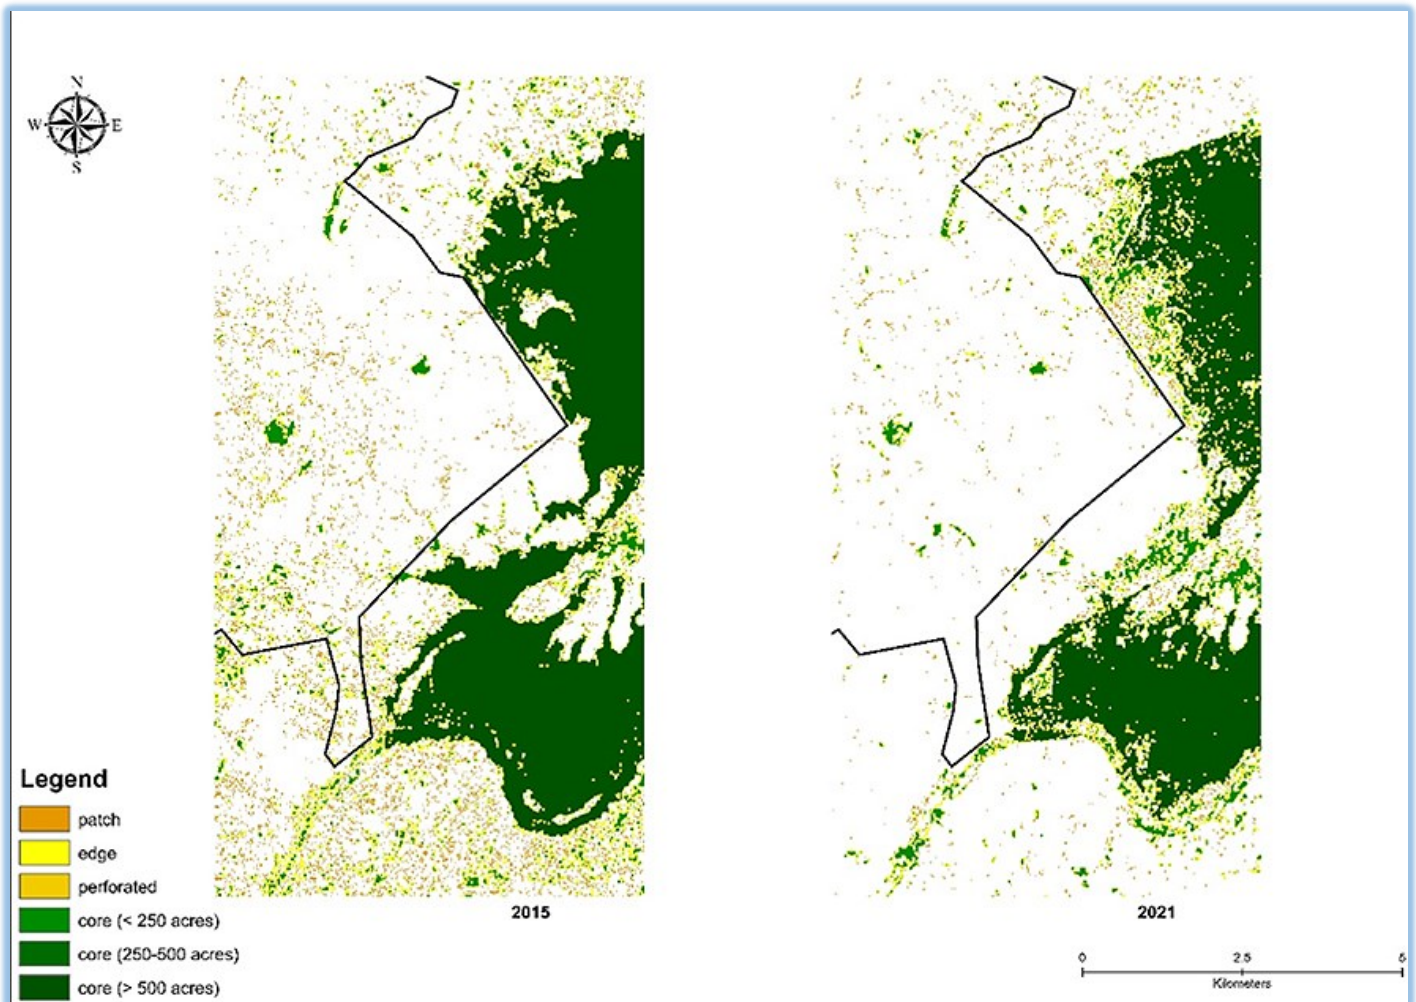 N
W E
S
Legend
patch
edge
perforated
core (< 250 acres)
core (250-500 acres)
core (> 500 acres)
2015
2021
0 2.5 5
Kilometers